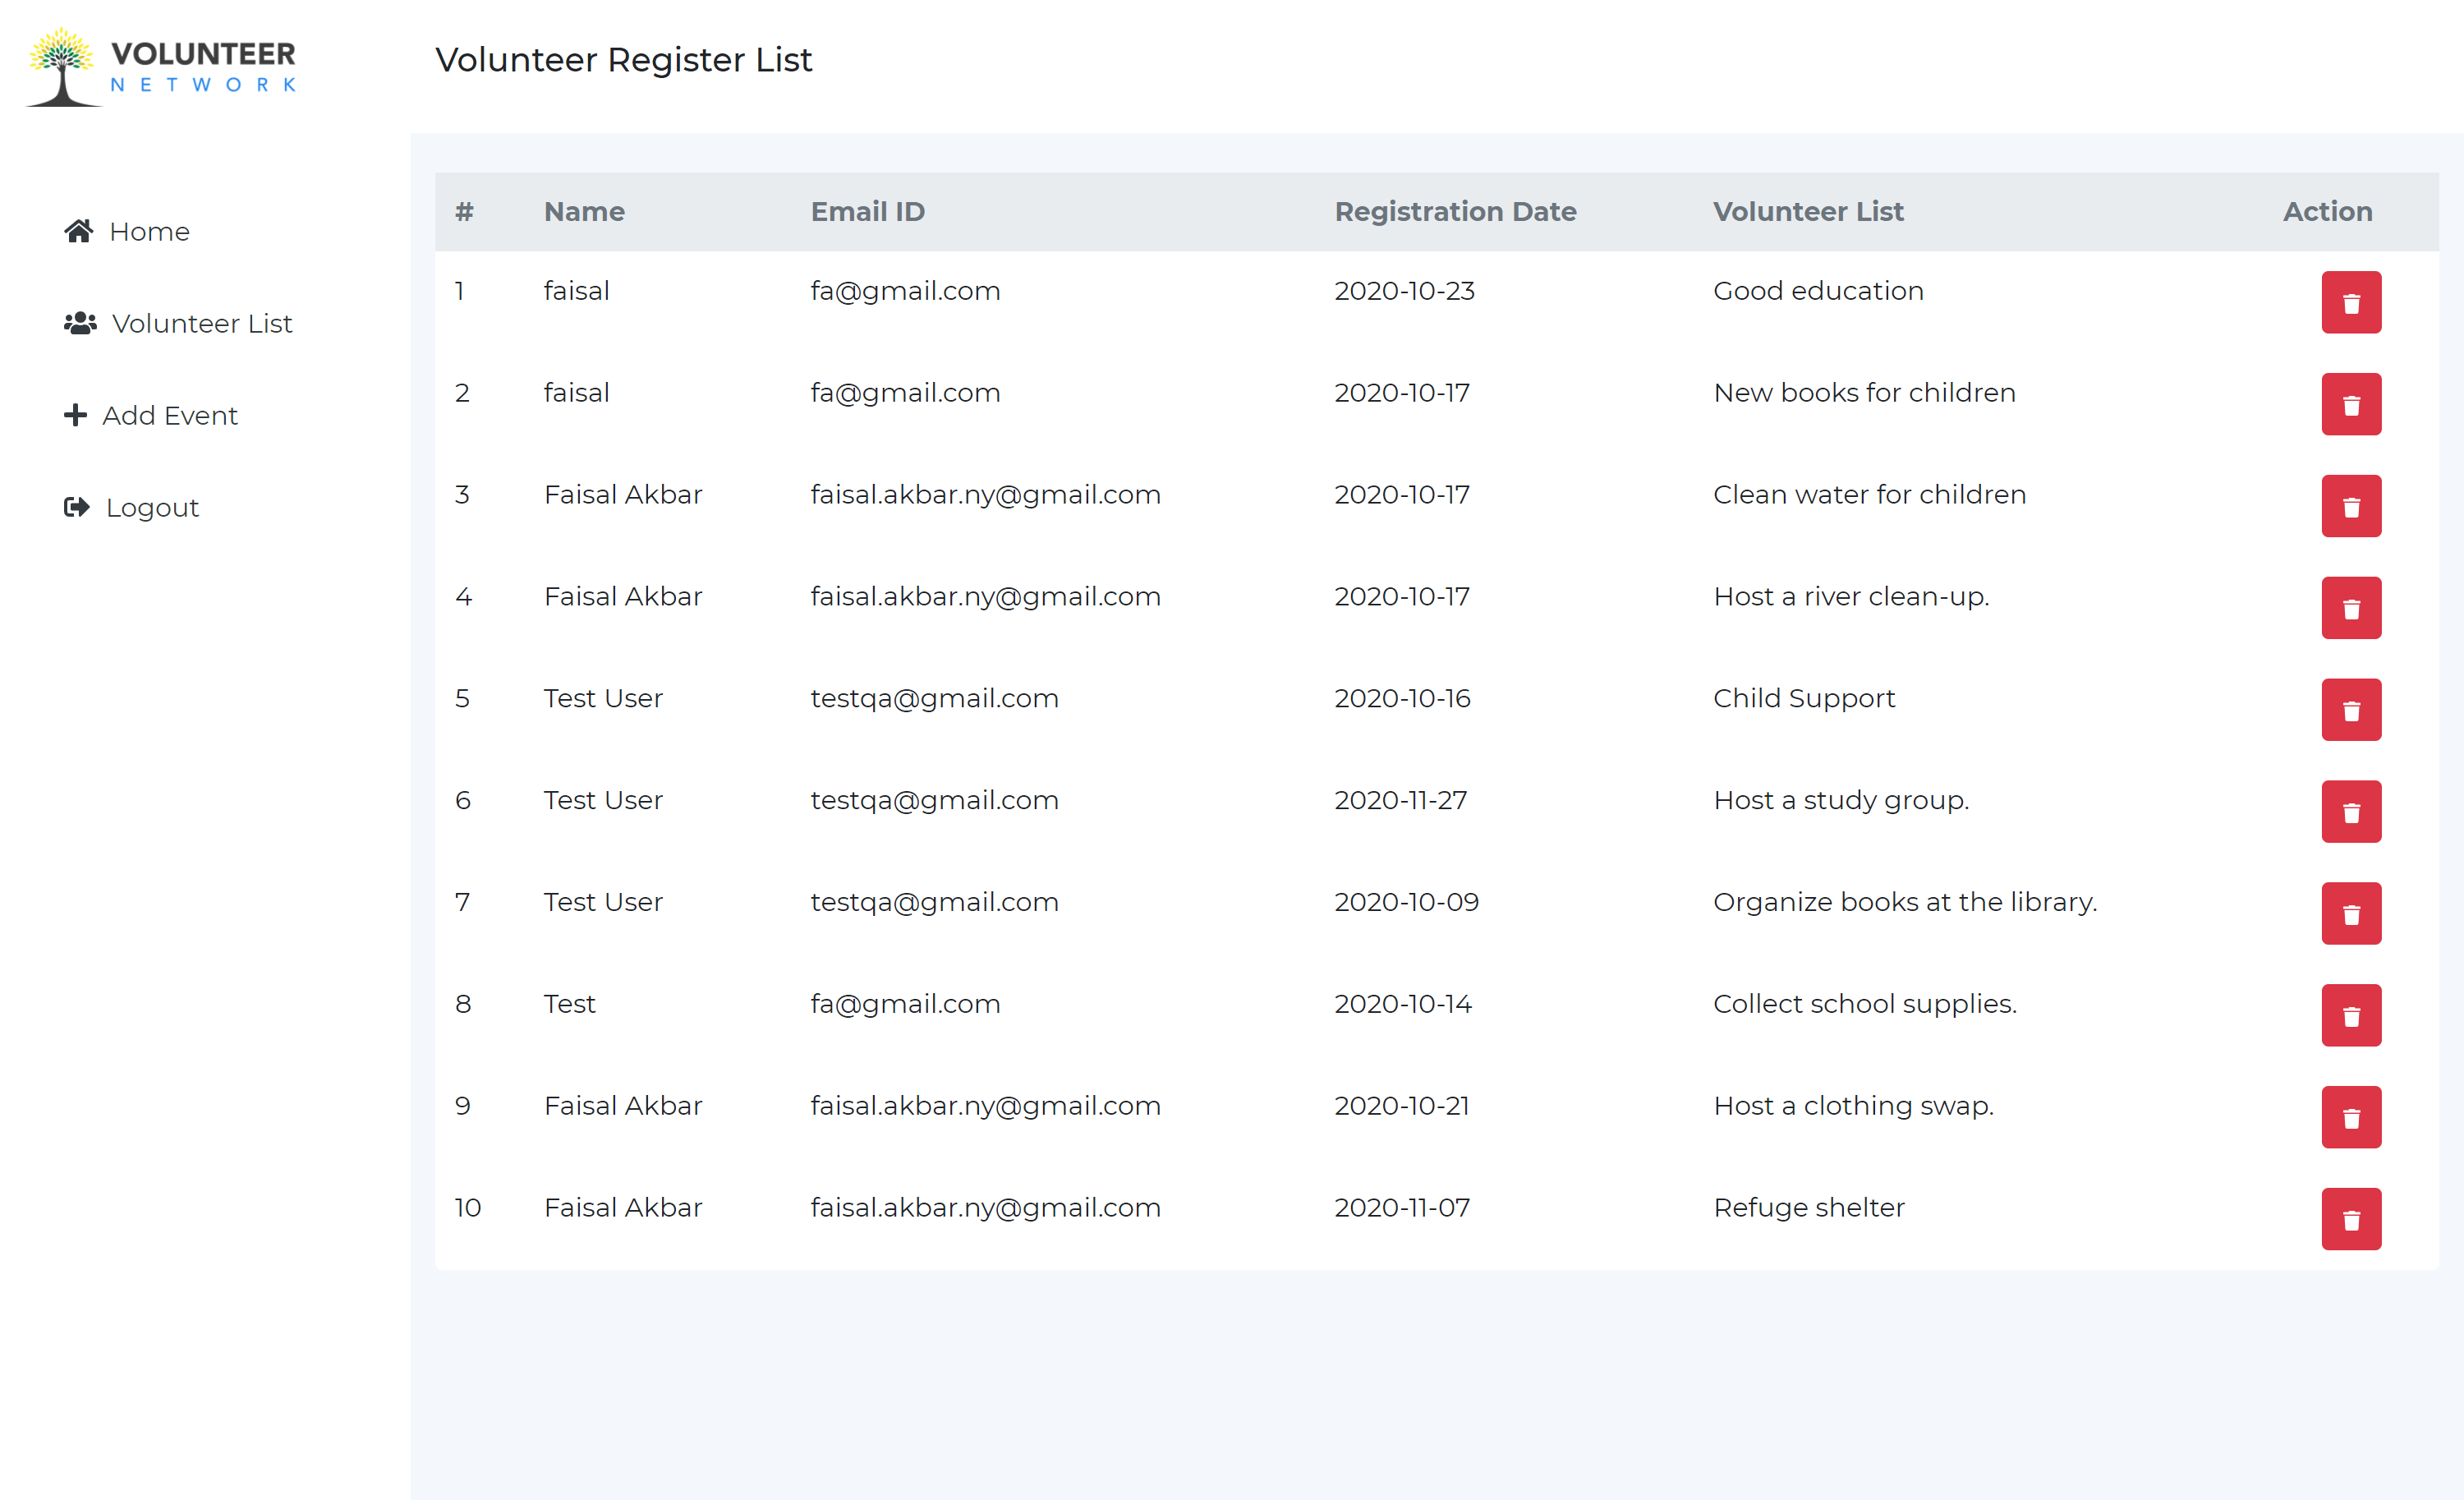 VOLUNTEER
NETWORK
Volunteer Register List
Home
Volunteer List
Add Event
Logout
# Name Email ID Registration Date Volunteer List Action
1 faisal fa@gmail.com 2020-10-23 Good education
2 faisal fa@gmail.com 2020-10-17 New books for children
3 Faisal Akbar faisal.akbar.ny@gmail.com 2020-10-17 Clean water for children
4 Faisal Akbar faisal.akbar.ny@gmail.com 2020-10-17 Host a river clean-up.
5 Test User testqa@gmail.com 2020-10-16 Child Support
6 Test User testqa@gmail.com 2020-11-27 Host a study group.
7 Test User testqa@gmail.com 2020-10-09 Organize books at the library.
8 Test fa@gmail.com 2020-10-14 Collect school supplies.
9 Faisal Akbar faisal.akbar.ny@gmail.com 2020-10-21 Host a clothing swap.
10 Faisal Akbar faisal.akbar.ny@gmail.com 2020-11-07 Refuge shelter